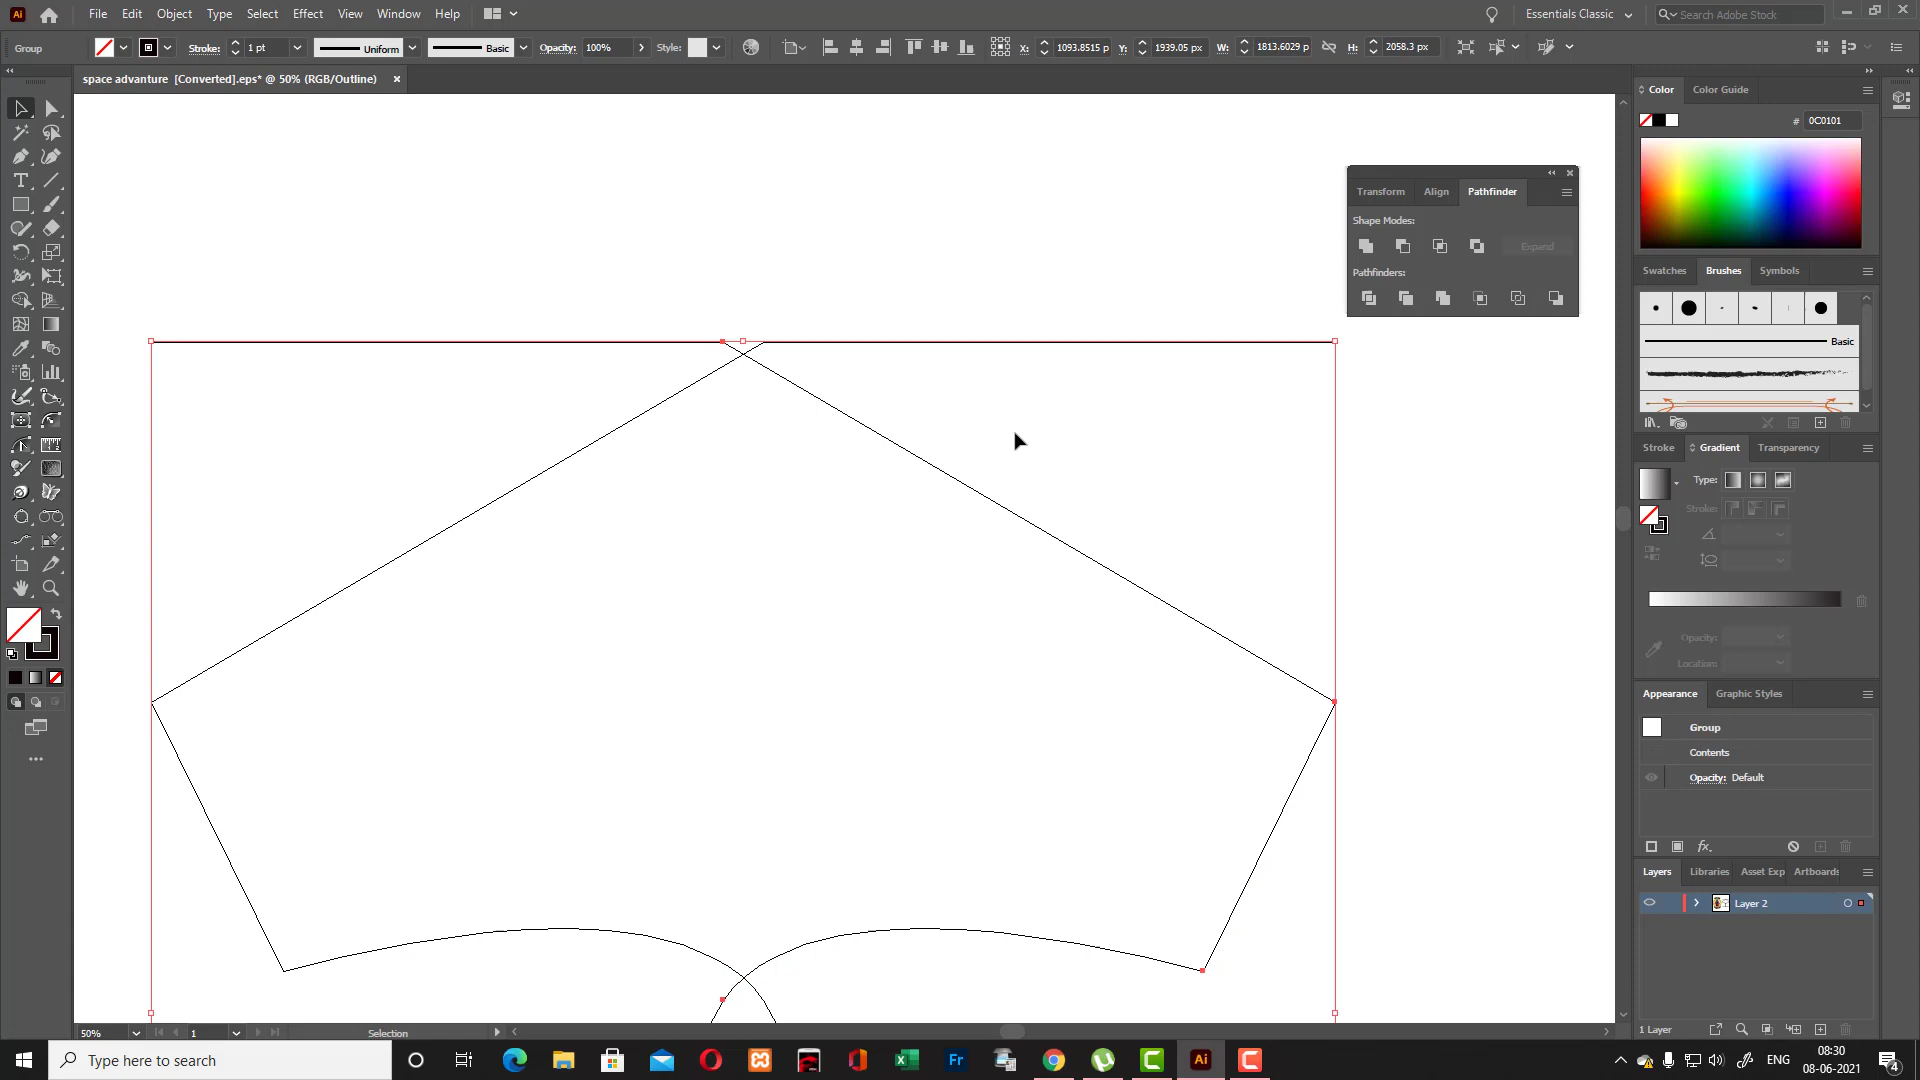 Ai File Edit Object Type Select Effect View Window Help Essentials Classic Search Adobe Stock
Group Stroke: 1 pt Uniform Basic Opacity: 100% Style: X: 1093.8515 p Y: 1939.05 px W: 1813.6029 p H: 2058.3 px
space advanture [Converted].eps* @ 50% (RGB/Outline)
Color Color Guide
# 0C0101
Transform Align Pathfinder
Shape Modes:
Expand
Pathfinders:
Swatches Brushes Symbols
Basic
Stroke Gradient Transparency
Type:
Stroke:
Opacity:
Location:
Appearance Graphic Styles
Group
Contents
Opacity: Default
fx.
Layers Libraries Asset Exp Artboards
Layer 2
1 Layer
50% 1 Selection
Type here to search
Fr
Ai
ENG
08:30
08-06-2021
4